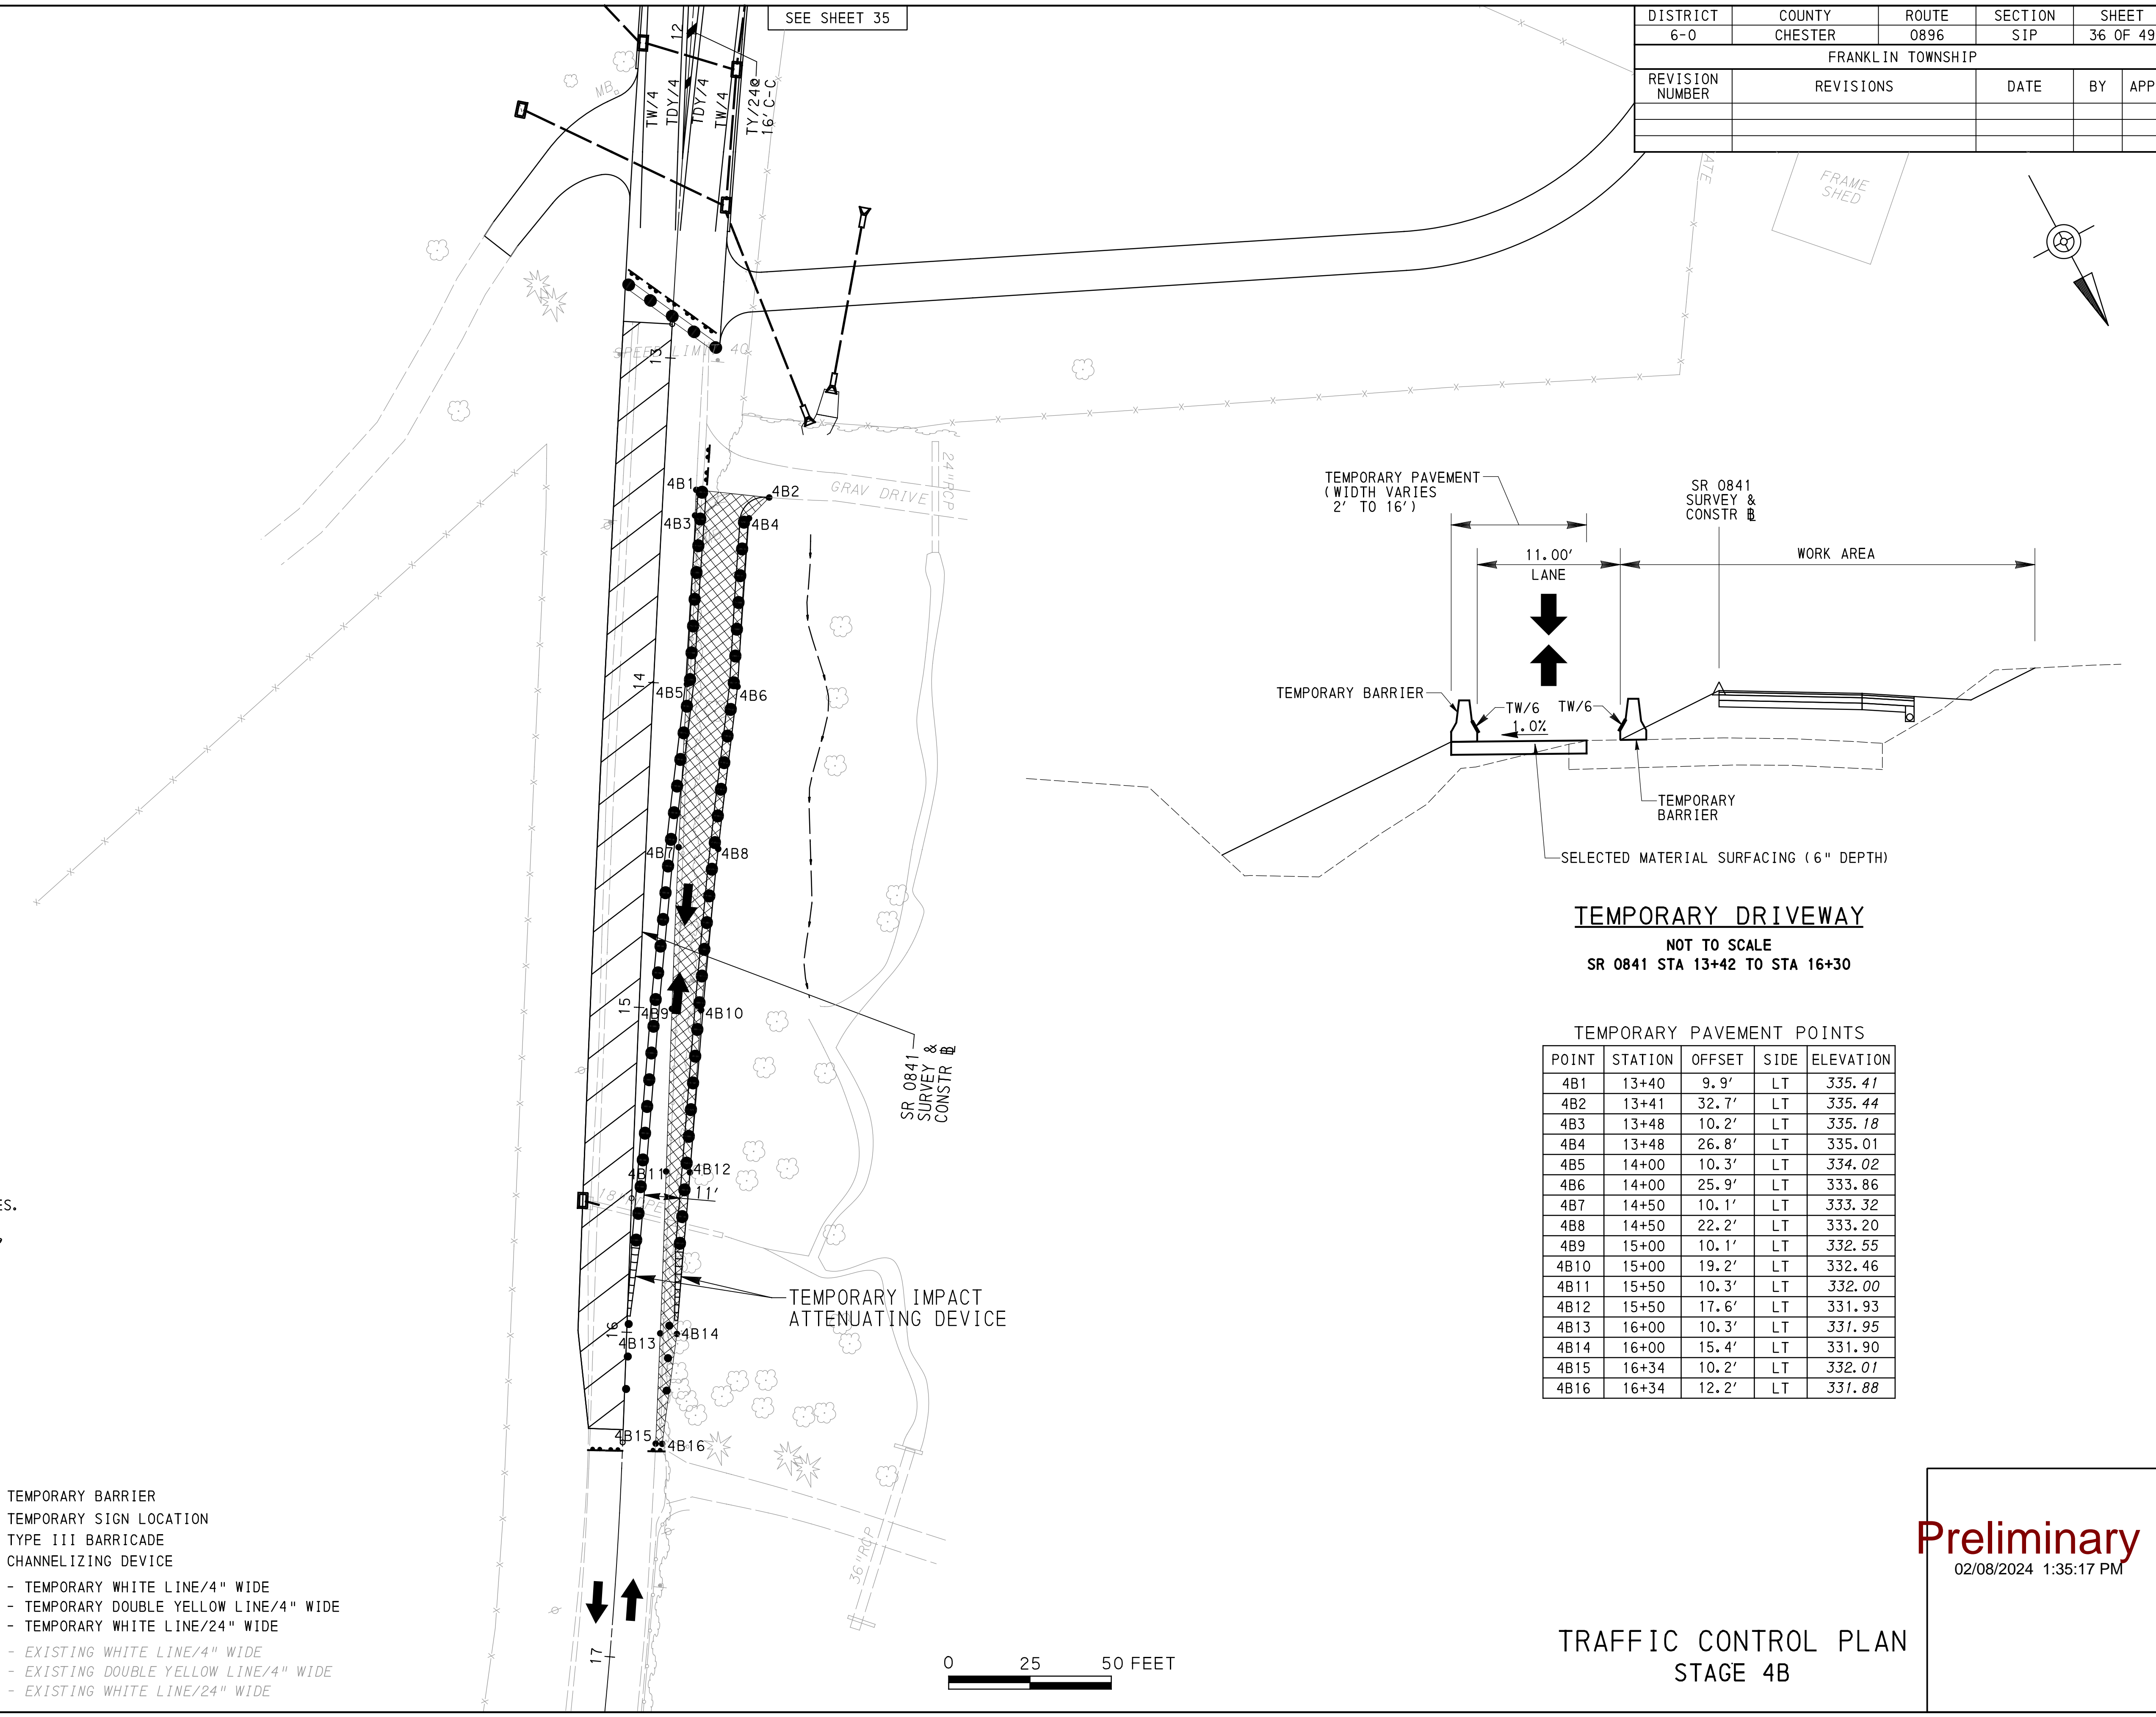 SEE SHEET 35
DISTRICT COUNTY ROUTE SECTION SHEET
6-0 CHESTER 0896 SIP 36 OF 49
FRANKLIN TOWNSHIP
REVISION NUMBER REVISIONS DATE BY APP
12
MB
TW/4
TDY/4
TDY/4
TW/4
TY/24@
16' C-C
ATE
FRAME
SHED
SPEED LIMIT 40
13
4B1
4B2
GRAV DRIVE
24"RCP
4B3
4B4
14
4B5
4B6
4B7
4B8
15
4B9
4B10
SR 0841
SURVEY &
CONSTR BL
4B11
4B12
11'
18"
TEMPORARY IMPACT
ATTENUATING DEVICE
16
4B13
4B14
4B15
4B16
36"RCP
17
TEMPORARY PAVEMENT
(WIDTH VARIES
2' TO 16')
SR 0841
SURVEY &
CONSTR BL
11.00'
LANE
WORK AREA
TEMPORARY BARRIER
TW/6
TW/6
1.0%
TEMPORARY
BARRIER
SELECTED MATERIAL SURFACING (6" DEPTH)
TEMPORARY DRIVEWAY
NOT TO SCALE
SR 0841 STA 13+42 TO STA 16+30
TEMPORARY PAVEMENT POINTS
POINT STATION OFFSET SIDE ELEVATION
4B1 13+40 9.9' LT 335.41
4B2 13+41 32.7' LT 335.44
4B3 13+48 10.2' LT 335.18
4B4 13+48 26.8' LT 335.01
4B5 14+00 10.3' LT 334.02
4B6 14+00 25.9' LT 333.86
4B7 14+50 10.1' LT 333.32
4B8 14+50 22.2' LT 333.20
4B9 15+00 10.1' LT 332.55
4B10 15+00 19.2' LT 332.46
4B11 15+50 10.3' LT 332.00
4B12 15+50 17.6' LT 331.93
4B13 16+00 10.3' LT 331.95
4B14 16+00 15.4' LT 331.90
4B15 16+34 10.2' LT 332.01
4B16 16+34 12.2' LT 331.88
ES.
TEMPORARY BARRIER
TEMPORARY SIGN LOCATION
TYPE III BARRICADE
CHANNELIZING DEVICE
- TEMPORARY WHITE LINE/4" WIDE
- TEMPORARY DOUBLE YELLOW LINE/4" WIDE
- TEMPORARY WHITE LINE/24" WIDE
- EXISTING WHITE LINE/4" WIDE
- EXISTING DOUBLE YELLOW LINE/4" WIDE
- EXISTING WHITE LINE/24" WIDE
0 25 50 FEET
TRAFFIC CONTROL PLAN
STAGE 4B
Preliminary
02/08/2024 1:35:17 PM